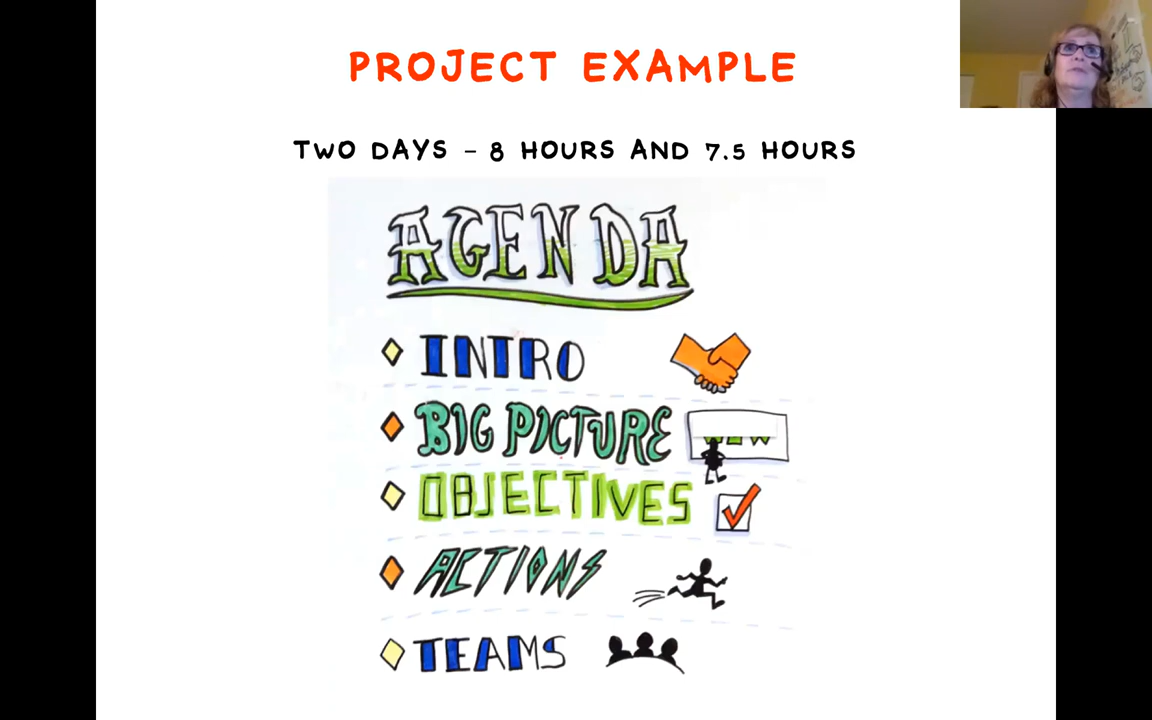 PROJECT EXAMPLE
TWO DAYS – 8 HOURS AND 7.5 HOURS
AGENDA
INTRO
BIG PICTURE
OBJECTIVES
ACTIONS
TEAMS